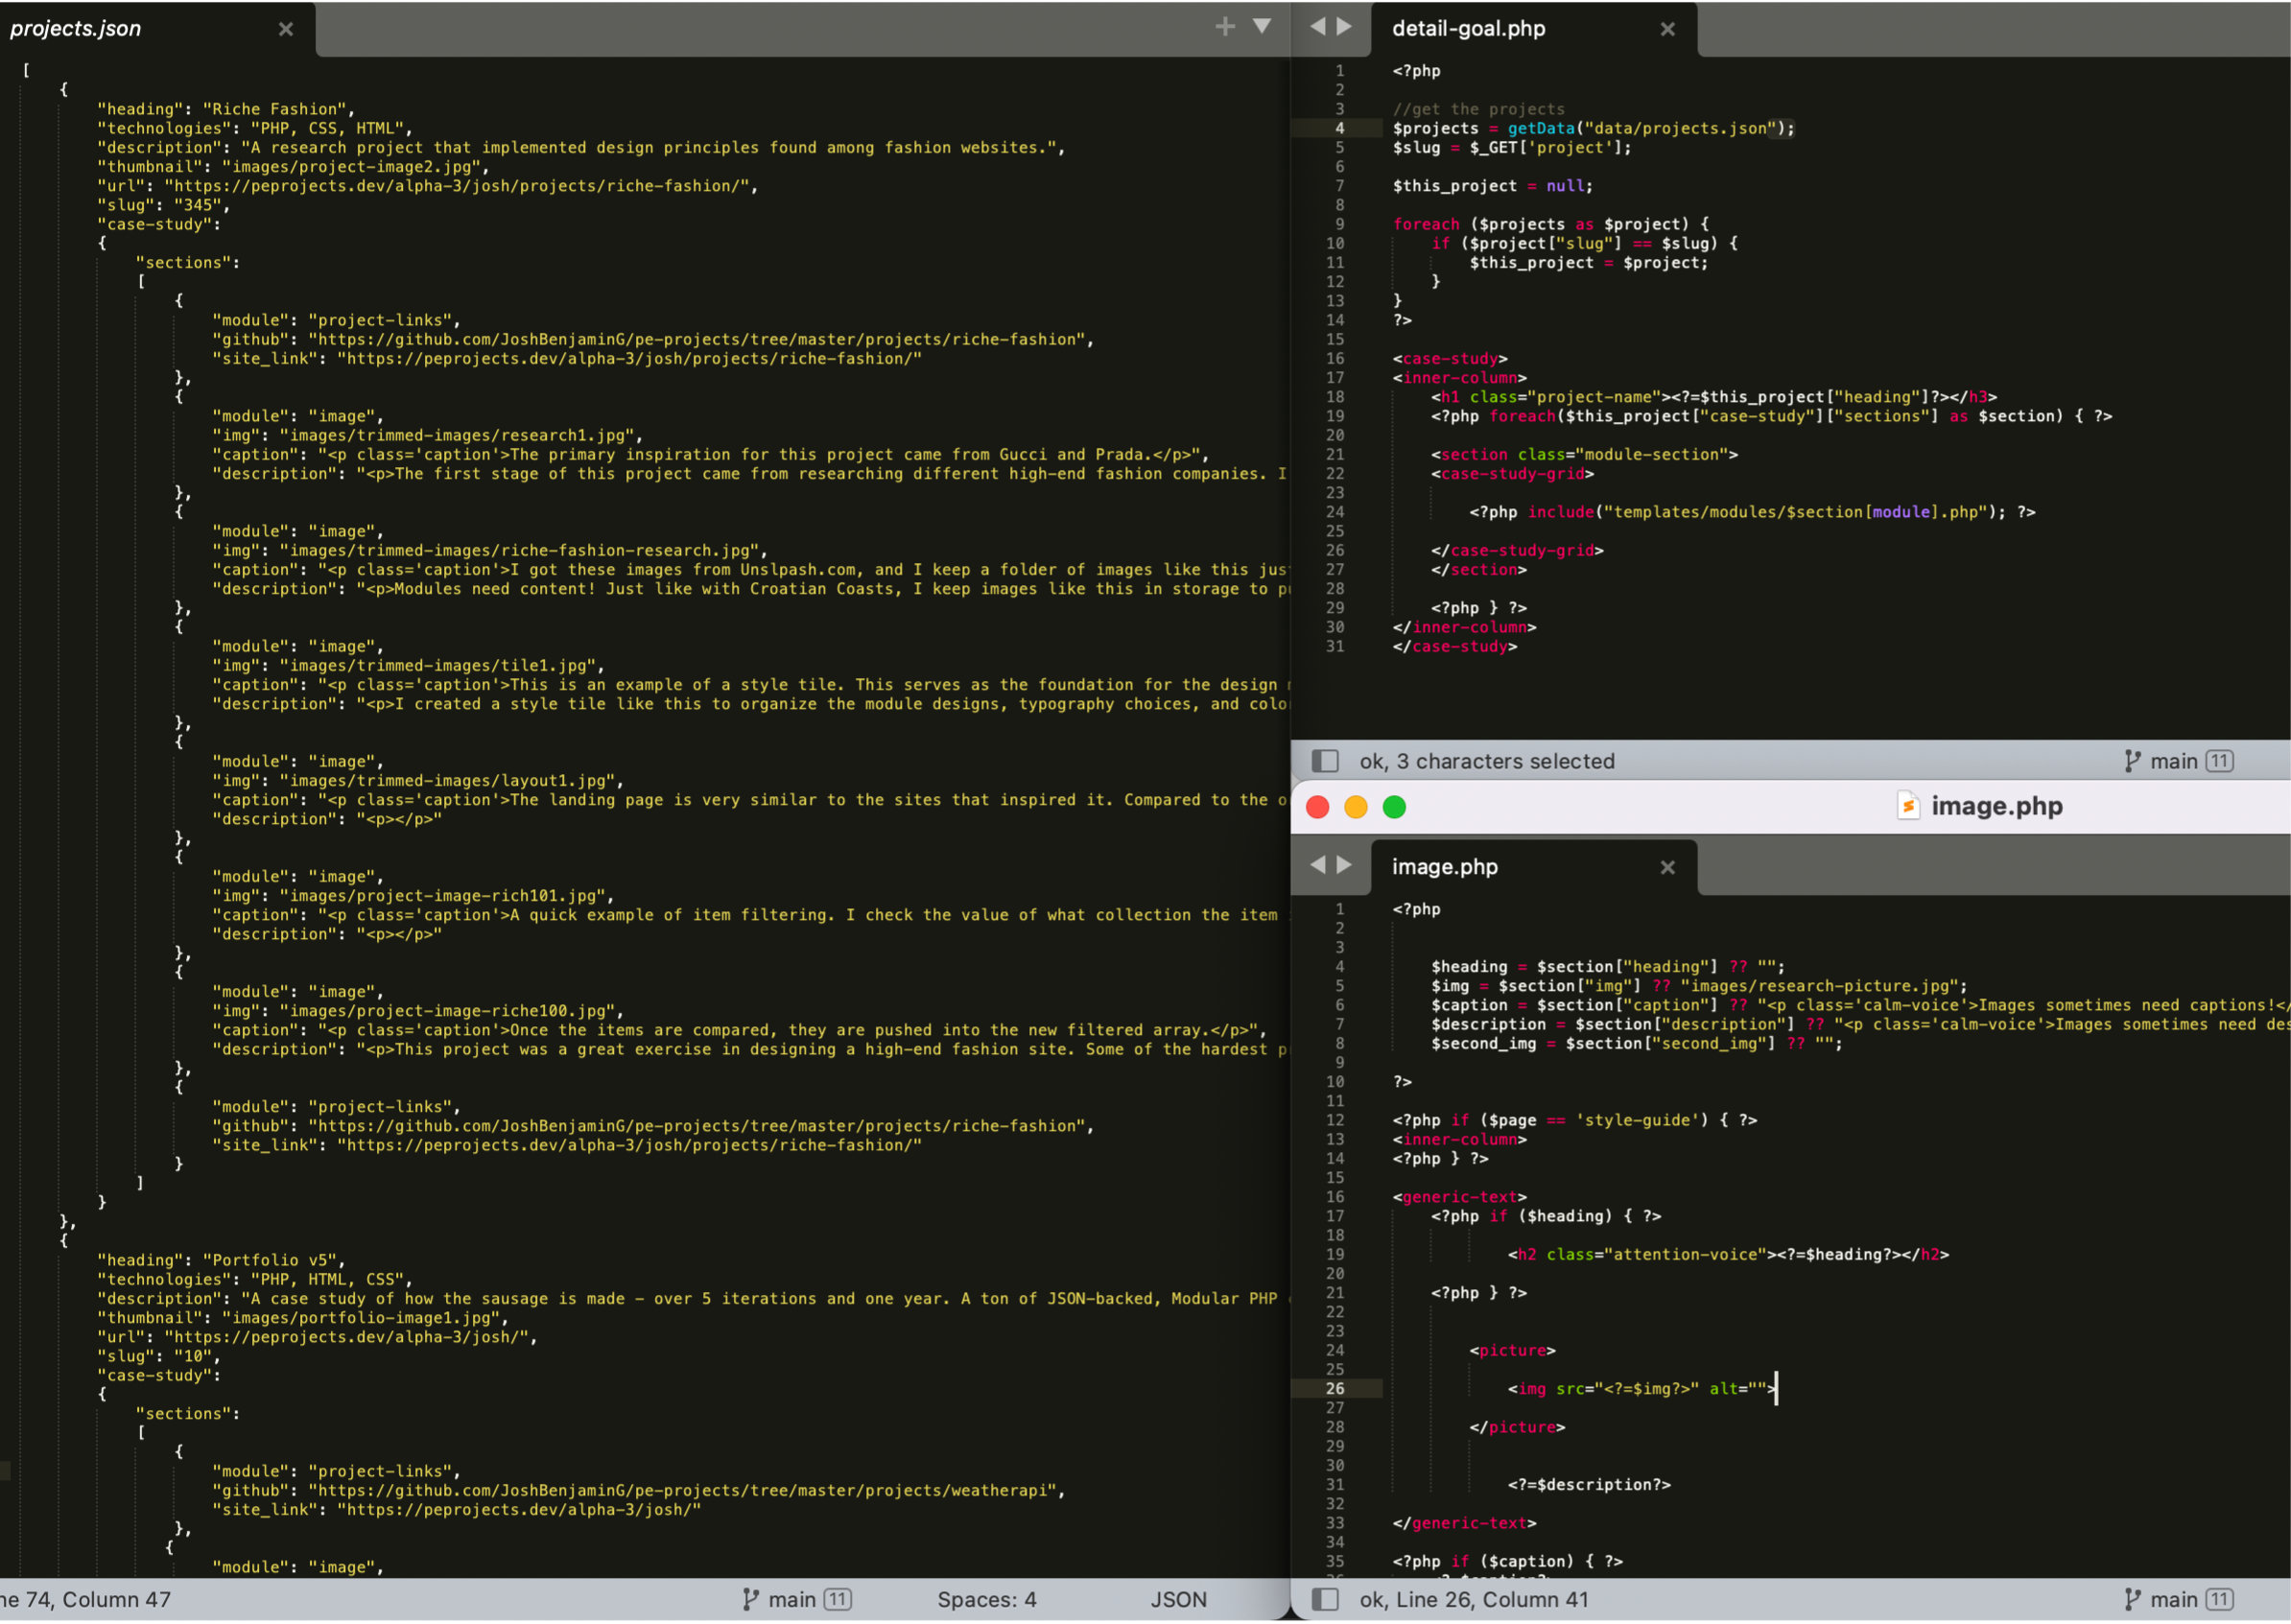 projects.json
[
{
"heading": "Riche Fashion",
"technologies": "PHP, CSS, HTML",
"description": "A research project that implemented design principles found among fashion websites.",
"thumbnail": "images/project-image2.jpg",
"url": "https://peprojects.dev/alpha-3/josh/projects/riche-fashion/",
"slug": "345",
"case-study":
{
"sections":
[
{
"module": "project-links",
"github": "https://github.com/JoshBenjaminG/pe-projects/tree/master/projects/riche-fashion",
"site_link": "https://peprojects.dev/alpha-3/josh/projects/riche-fashion/"
},
{
"module": "image",
"img": "images/trimmed-images/research1.jpg",
"caption": "<p class='caption'>The primary inspiration for this project came from Gucci and Prada.</p>",
"description": "<p>The first stage of this project came from researching different high-end fashion companies. I
},
{
"module": "image",
"img": "images/trimmed-images/riche-fashion-research.jpg",
"caption": "<p class='caption'>I got these images from Unslpash.com, and I keep a folder of images like this jus
"description": "<p>Modules need content! Just like with Croatian Coasts, I keep images like this in storage to
},
{
"module": "image",
"img": "images/trimmed-images/tile1.jpg",
"caption": "<p class='caption'>This is an example of a style tile. This serves as the foundation for the design
"description": "<p>I created a style tile like this to organize the module designs, typography choices, and colo
},
{
"module": "image",
"img": "images/trimmed-images/layout1.jpg",
"caption": "<p class='caption'>The landing page is very similar to the sites that inspired it. Compared to the o
"description": "<p></p>"
},
{
"module": "image",
"img": "images/project-image-rich101.jpg",
"caption": "<p class='caption'>A quick example of item filtering. I check the value of what collection the item
"description": "<p></p>"
},
{
"module": "image",
"img": "images/project-image-riche100.jpg",
"caption": "<p class='caption'>Once the items are compared, they are pushed into the new filtered array.</p>",
"description": "<p>This project was a great exercise in designing a high-end fashion site. Some of the hardest p
},
{
"module": "project-links",
"github": "https://github.com/JoshBenjaminG/pe-projects/tree/master/projects/riche-fashion",
"site_link": "https://peprojects.dev/alpha-3/josh/projects/riche-fashion/"
}
]
}
},
{
"heading": "Portfolio v5",
"technologies": "PHP, HTML, CSS",
"description": "A case study of how the sausage is made – over 5 iterations and one year. A ton of JSON-backed, Modular PHP
"thumbnail": "images/portfolio-image1.jpg",
"url": "https://peprojects.dev/alpha-3/josh/",
"slug": "10",
"case-study":
{
"sections":
[
{
"module": "project-links",
"github": "https://github.com/JoshBenjaminG/pe-projects/tree/master/projects/weatherapi",
"site_link": "https://peprojects.dev/alpha-3/josh/"
},
{
"module": "image",
ne 74, Column 47 main 11 Spaces: 4 JSON
detail-goal.php
1 <?php
2
3 //get the projects
4 $projects = getData("data/projects.json");
5 $slug = $_GET['project'];
6
7 $this_project = null;
8
9 foreach ($projects as $project) {
10 if ($project["slug"] == $slug) {
11 $this_project = $project;
12 }
13 }
14 ?>
15
16 <case-study>
17 <inner-column>
18 <h1 class="project-name"><?=$this_project["heading"]?></h3>
19 <?php foreach($this_project["case-study"]["sections"] as $section) { ?>
20
21 <section class="module-section">
22 <case-study-grid>
23
24 <?php include("templates/modules/$section[module].php"); ?>
25
26 </case-study-grid>
27 </section>
28
29 <?php } ?>
30 </inner-column>
31 </case-study>
ok, 3 characters selected main 11
image.php
image.php
1 <?php
2
3
4 $heading = $section["heading"] ?? "";
5 $img = $section["img"] ?? "images/research-picture.jpg";
6 $caption = $section["caption"] ?? "<p class='calm-voice'>Images sometimes need captions!</
7 $description = $section["description"] ?? "<p class='calm-voice'>Images sometimes need des
8 $second_img = $section["second_img"] ?? "";
9
10 ?>
11
12 <?php if ($page == 'style-guide') { ?>
13 <inner-column>
14 <?php } ?>
15
16 <generic-text>
17 <?php if ($heading) { ?>
18
19 <h2 class="attention-voice"><?=$heading?></h2>
20
21 <?php } ?>
22
23
24 <picture>
25
26 <img src="<?=$img?>" alt="">
27
28 </picture>
29
30
31 <?=$description?>
32
33 </generic-text>
34
35 <?php if ($caption) { ?>
ok, Line 26, Column 41 main 11